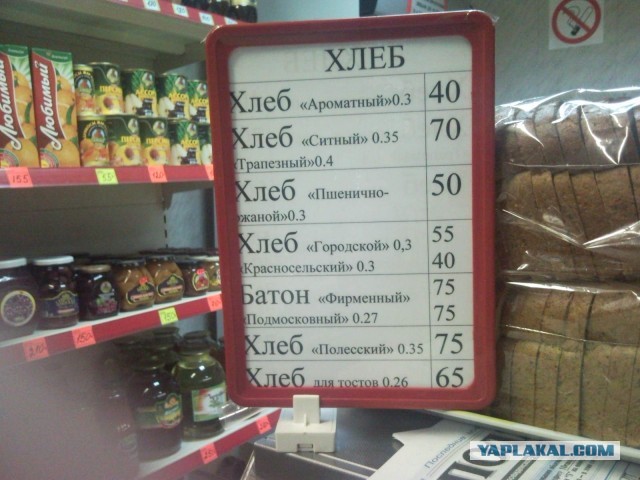 ХЛЕБ
Хлеб «Ароматный»0.3 40
Хлеб «Ситный» 0.35 70
«Трапезный»0.4
Хлеб «Пшенично- 50
ржаной»0.3
Хлеб «Городской» 0,3 55
«Красносельский» 0.3 40
Батон «Фирменный» 75
«Подмосковный» 0.27 75
Хлеб «Полесский» 0.35 75
Хлеб для тостов 0.26 65
Любимый
Любимый
155
YAPLAKAL.COM